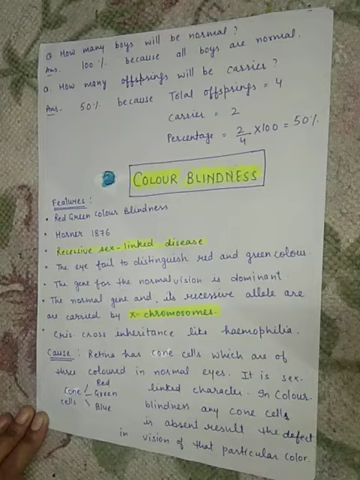 Q How many boys will be normal?
Ans. 100% because all boys are normal.
Q. How many offsprings will be carrier?
Ans. 50% because Total offsprings = 4
Carrier = 2
Percentage = 2/4 x100 = 50%
COLOUR BLINDNESS
Features:
• Red Green Colour Blindness
• Horner 1876
• Recessive sex-linked disease
• The eye fail to distinguish red and green colour
• The gene for the normal vision is dominant
• The normal gene and its recessive allele are
are carried by x-chromosomes.
• Criss cross inheritance like haemophilia.
Cause: Retina has cone cells which are of
three coloured in normal eyes. It is sex-
linked character. In Colour
Cone Red
cells Green
Blue
blindness any cone cells
is absent result the defect
in vision of that particular color.